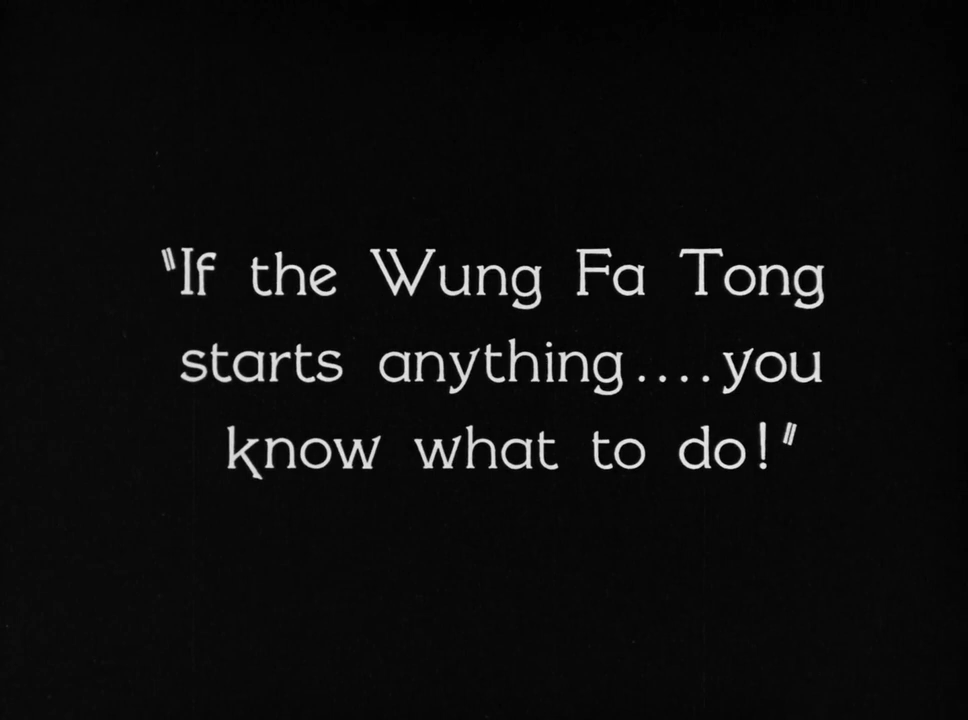 "If the Wung Fa Tong
starts anything....you
know what to do!"